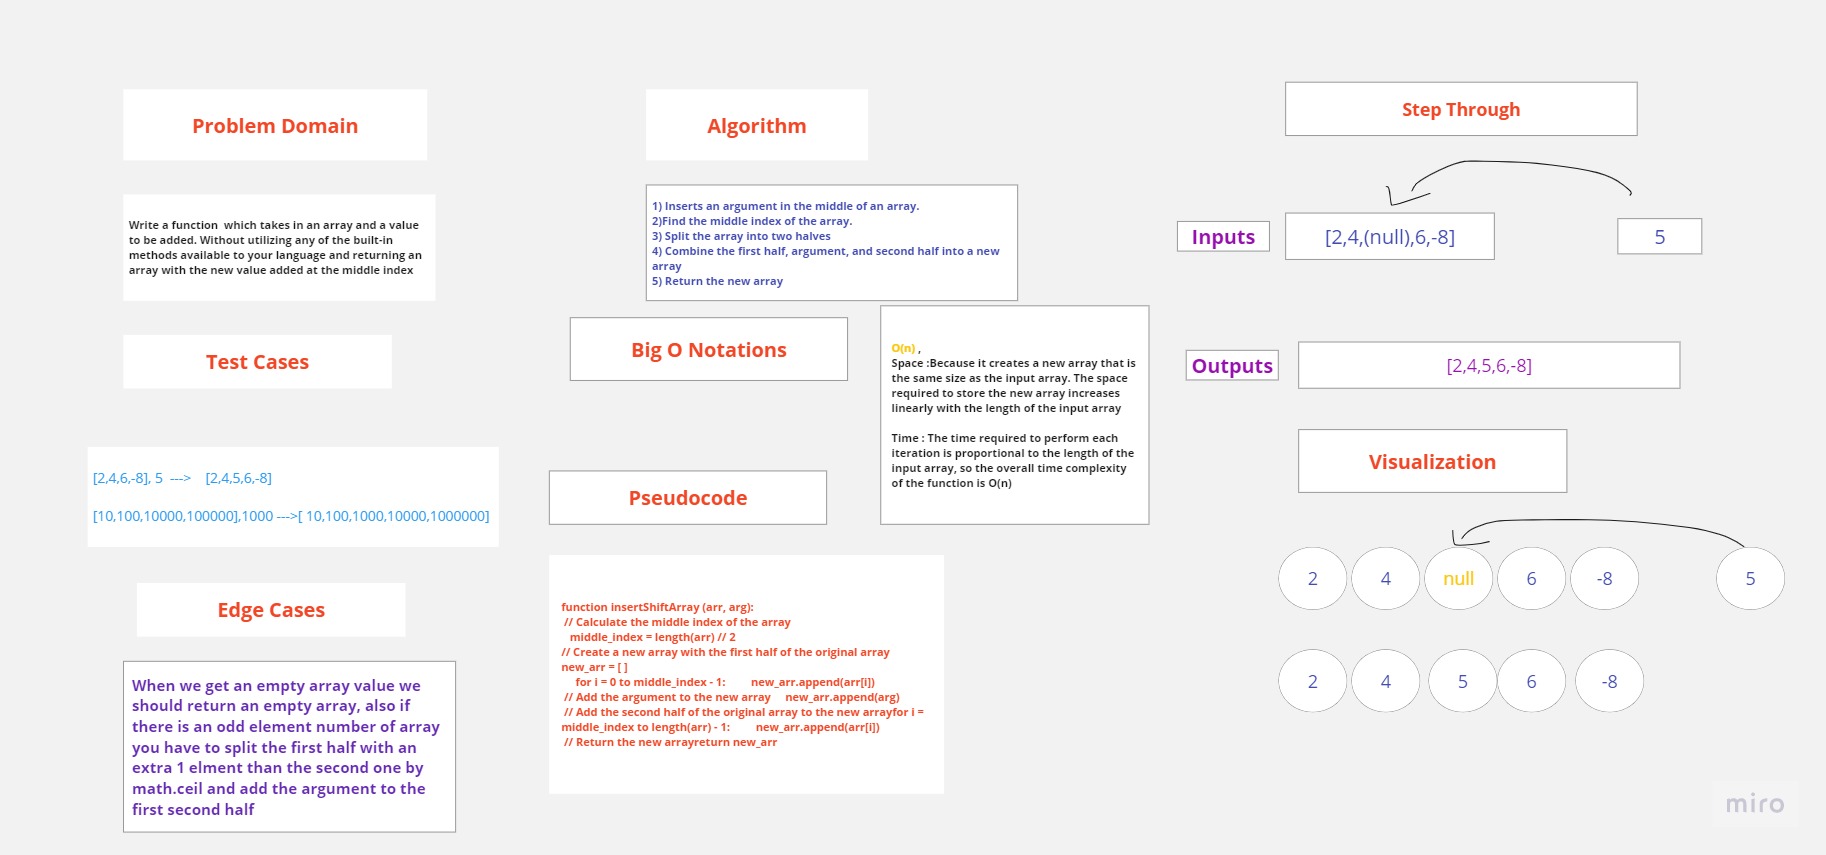 Problem Domain
Write a function  which takes in an array and a value
to be added. Without utilizing any of the built-in
methods available to your language and returning an
array with the new value added at the middle index
Test Cases
[2,4,6,-8], 5  --->    [2,4,5,6,-8]
[10,100,10000,100000],1000 --->[ 10,100,1000,10000,1000000]
Edge Cases
When we get an empty array value we
should return an empty array, also if
there is an odd element number of array
you have to split the first half with an
extra 1 elment than the second one by
math.ceil and add the argument to the
first second half
Algorithm
1) Inserts an argument in the middle of an array.
2)Find the middle index of the array.
3) Split the array into two halves
4) Combine the first half, argument, and second half into a new
array
5) Return the new array
Big O Notations
O(n) ,
Space :Because it creates a new array that is
the same size as the input array. The space
required to store the new array increases
linearly with the length of the input array
Time : The time required to perform each
iteration is proportional to the length of the
input array, so the overall time complexity
of the function is O(n)
Pseudocode
function insertShiftArray (arr, arg):
// Calculate the middle index of the array
middle_index = length(arr) // 2
// Create a new array with the first half of the original array
new_arr = [ ]
for i = 0 to middle_index - 1:        new_arr.append(arr[i])
// Add the argument to the new array    new_arr.append(arg)
// Add the second half of the original array to the new arrayfor i =
middle_index to length(arr) - 1:        new_arr.append(arr[i])
// Return the new arrayreturn new_arr
Step Through
Inputs
[2,4,(null),6,-8]
5
Outputs
[2,4,5,6,-8]
Visualization
2 4 null 6 -8 5
2 4 5 6 -8
miro